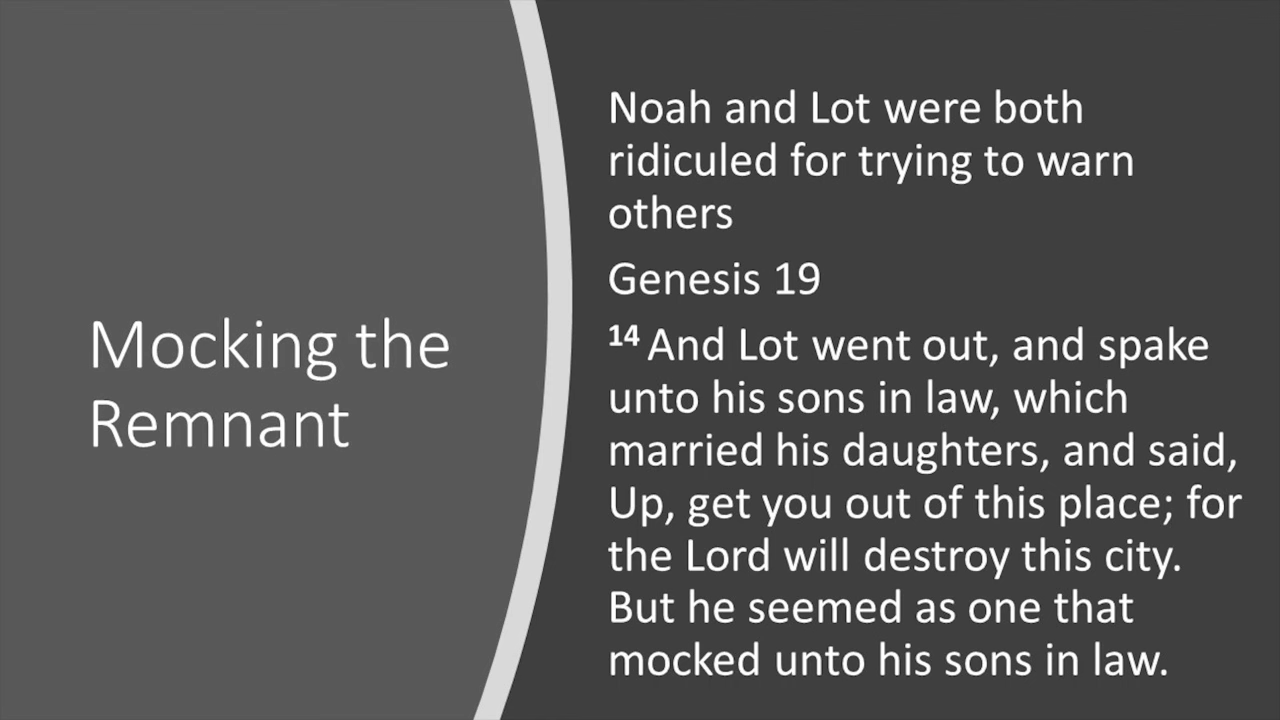 Mocking the
Remnant
Noah and Lot were both
ridiculed for trying to warn
others
Genesis 19
14 And Lot went out, and spake
unto his sons in law, which
married his daughters, and said,
Up, get you out of this place; for
the Lord will destroy this city.
But he seemed as one that
mocked unto his sons in law.